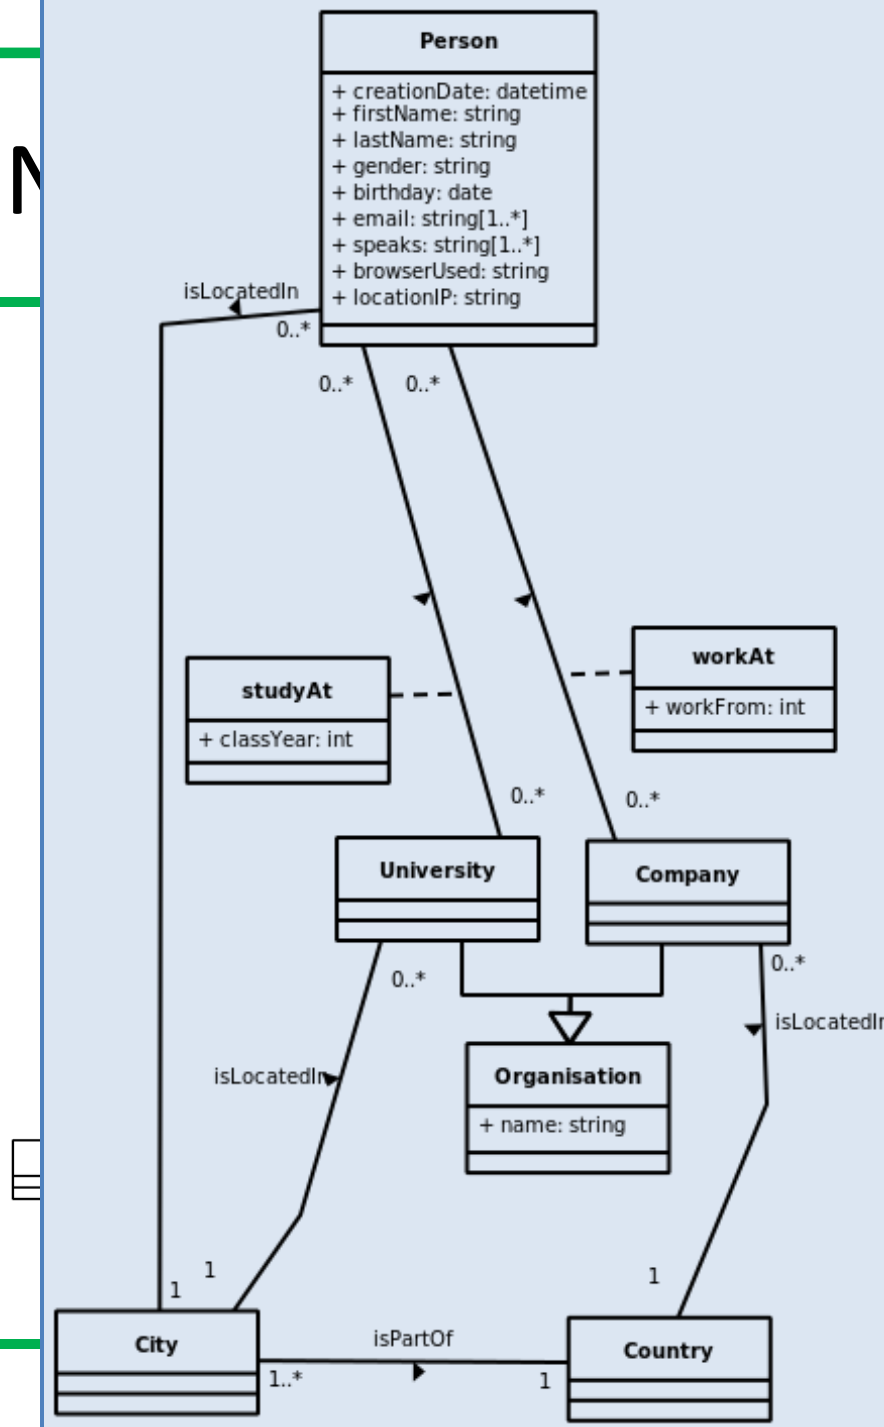 Person
+ creationDate: datetime
+ firstName: string
+ lastName: string
+ gender: string
+ birthday: date
+ email: string[1..*]
+ speaks: string[1..*]
+ browserUsed: string
+ locationIP: string
isLocatedIn
0..*
0..*
0..*
workAt
+ workFrom: int
studyAt
+ classYear: int
0..*
0..*
University
Company
0..*
0..*
isLocatedIn
isLocatedIn
Organisation
+ name: string
1
1
1
City
isPartOf
Country
1..*
1